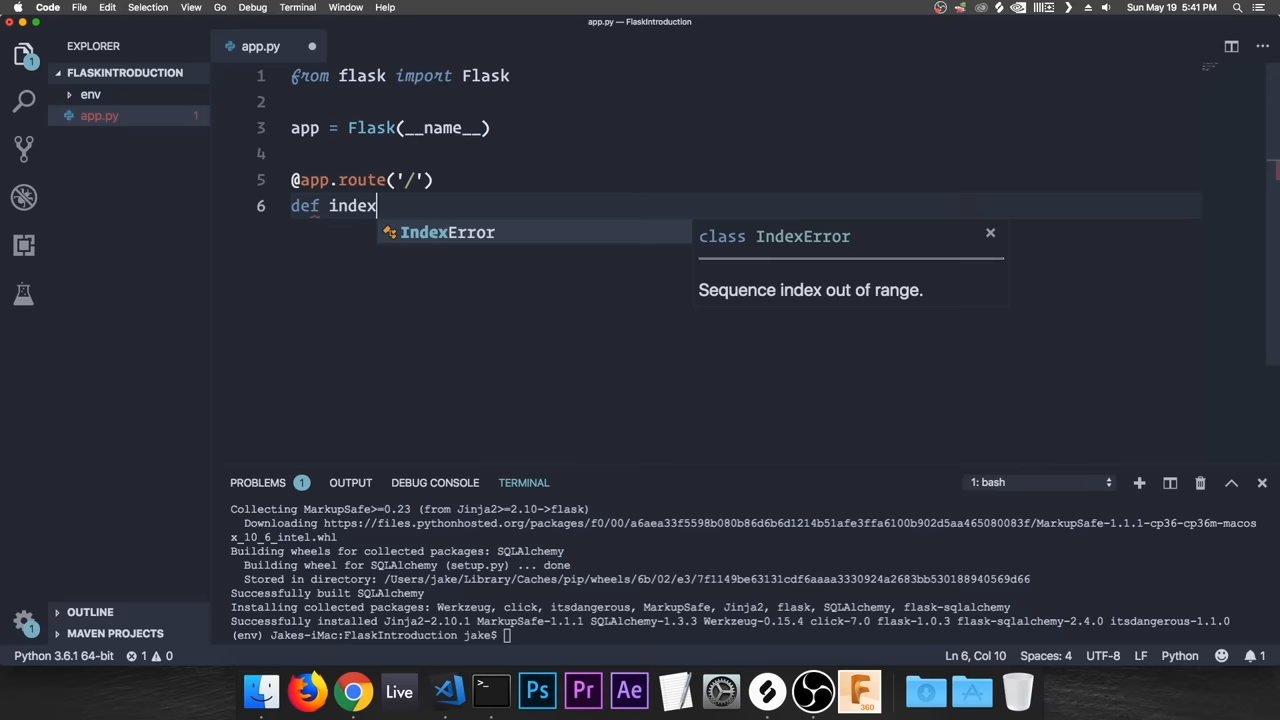 Code File Edit Selection View Go Debug Terminal Window Help Sun May 19 5:41 PM
app.py — FlaskIntroduction
EXPLORER
FLASKINTRODUCTION
env
app.py 1
app.py
1 from flask import Flask
2
3 app = Flask(__name__)
4
5 @app.route('/')
6 def index
IndexError
class IndexError
Sequence index out of range.
PROBLEMS 1 OUTPUT DEBUG CONSOLE TERMINAL 1: bash
Collecting MarkupSafe>=0.23 (from Jinja2>=2.10->flask)
Downloading https://files.pythonhosted.org/packages/f0/00/a6aea33f5598b080b86d6b6d1214b51afe3ffa6100b902d5aa465080083f/MarkupSafe-1.1.1-cp36-cp36m-macos
x_10_6_intel.whl
Building wheels for collected packages: SQLAlchemy
Building wheel for SQLAlchemy (setup.py) ... done
Stored in directory: /Users/jake/Library/Caches/pip/wheels/6b/02/e3/7f1149be63131cdf6aaaa3330924a2683bb530188940569d66
Successfully built SQLAlchemy
Installing collected packages: Werkzeug, click, itsdangerous, MarkupSafe, Jinja2, flask, SQLAlchemy, flask-sqlalchemy
Successfully installed Jinja2-2.10.1 MarkupSafe-1.1.1 SQLAlchemy-1.3.3 Werkzeug-0.15.4 click-7.0 flask-1.0.3 flask-sqlalchemy-2.4.0 itsdangerous-1.1.0
(env) Jakes-iMac:FlaskIntroduction jake$
OUTLINE
MAVEN PROJECTS
1
1
Python 3.6.1 64-bit 1 0 Ln 6, Col 10 Spaces: 4 UTF-8 LF Python 1
Live >_ Ps Pr Ae F 360